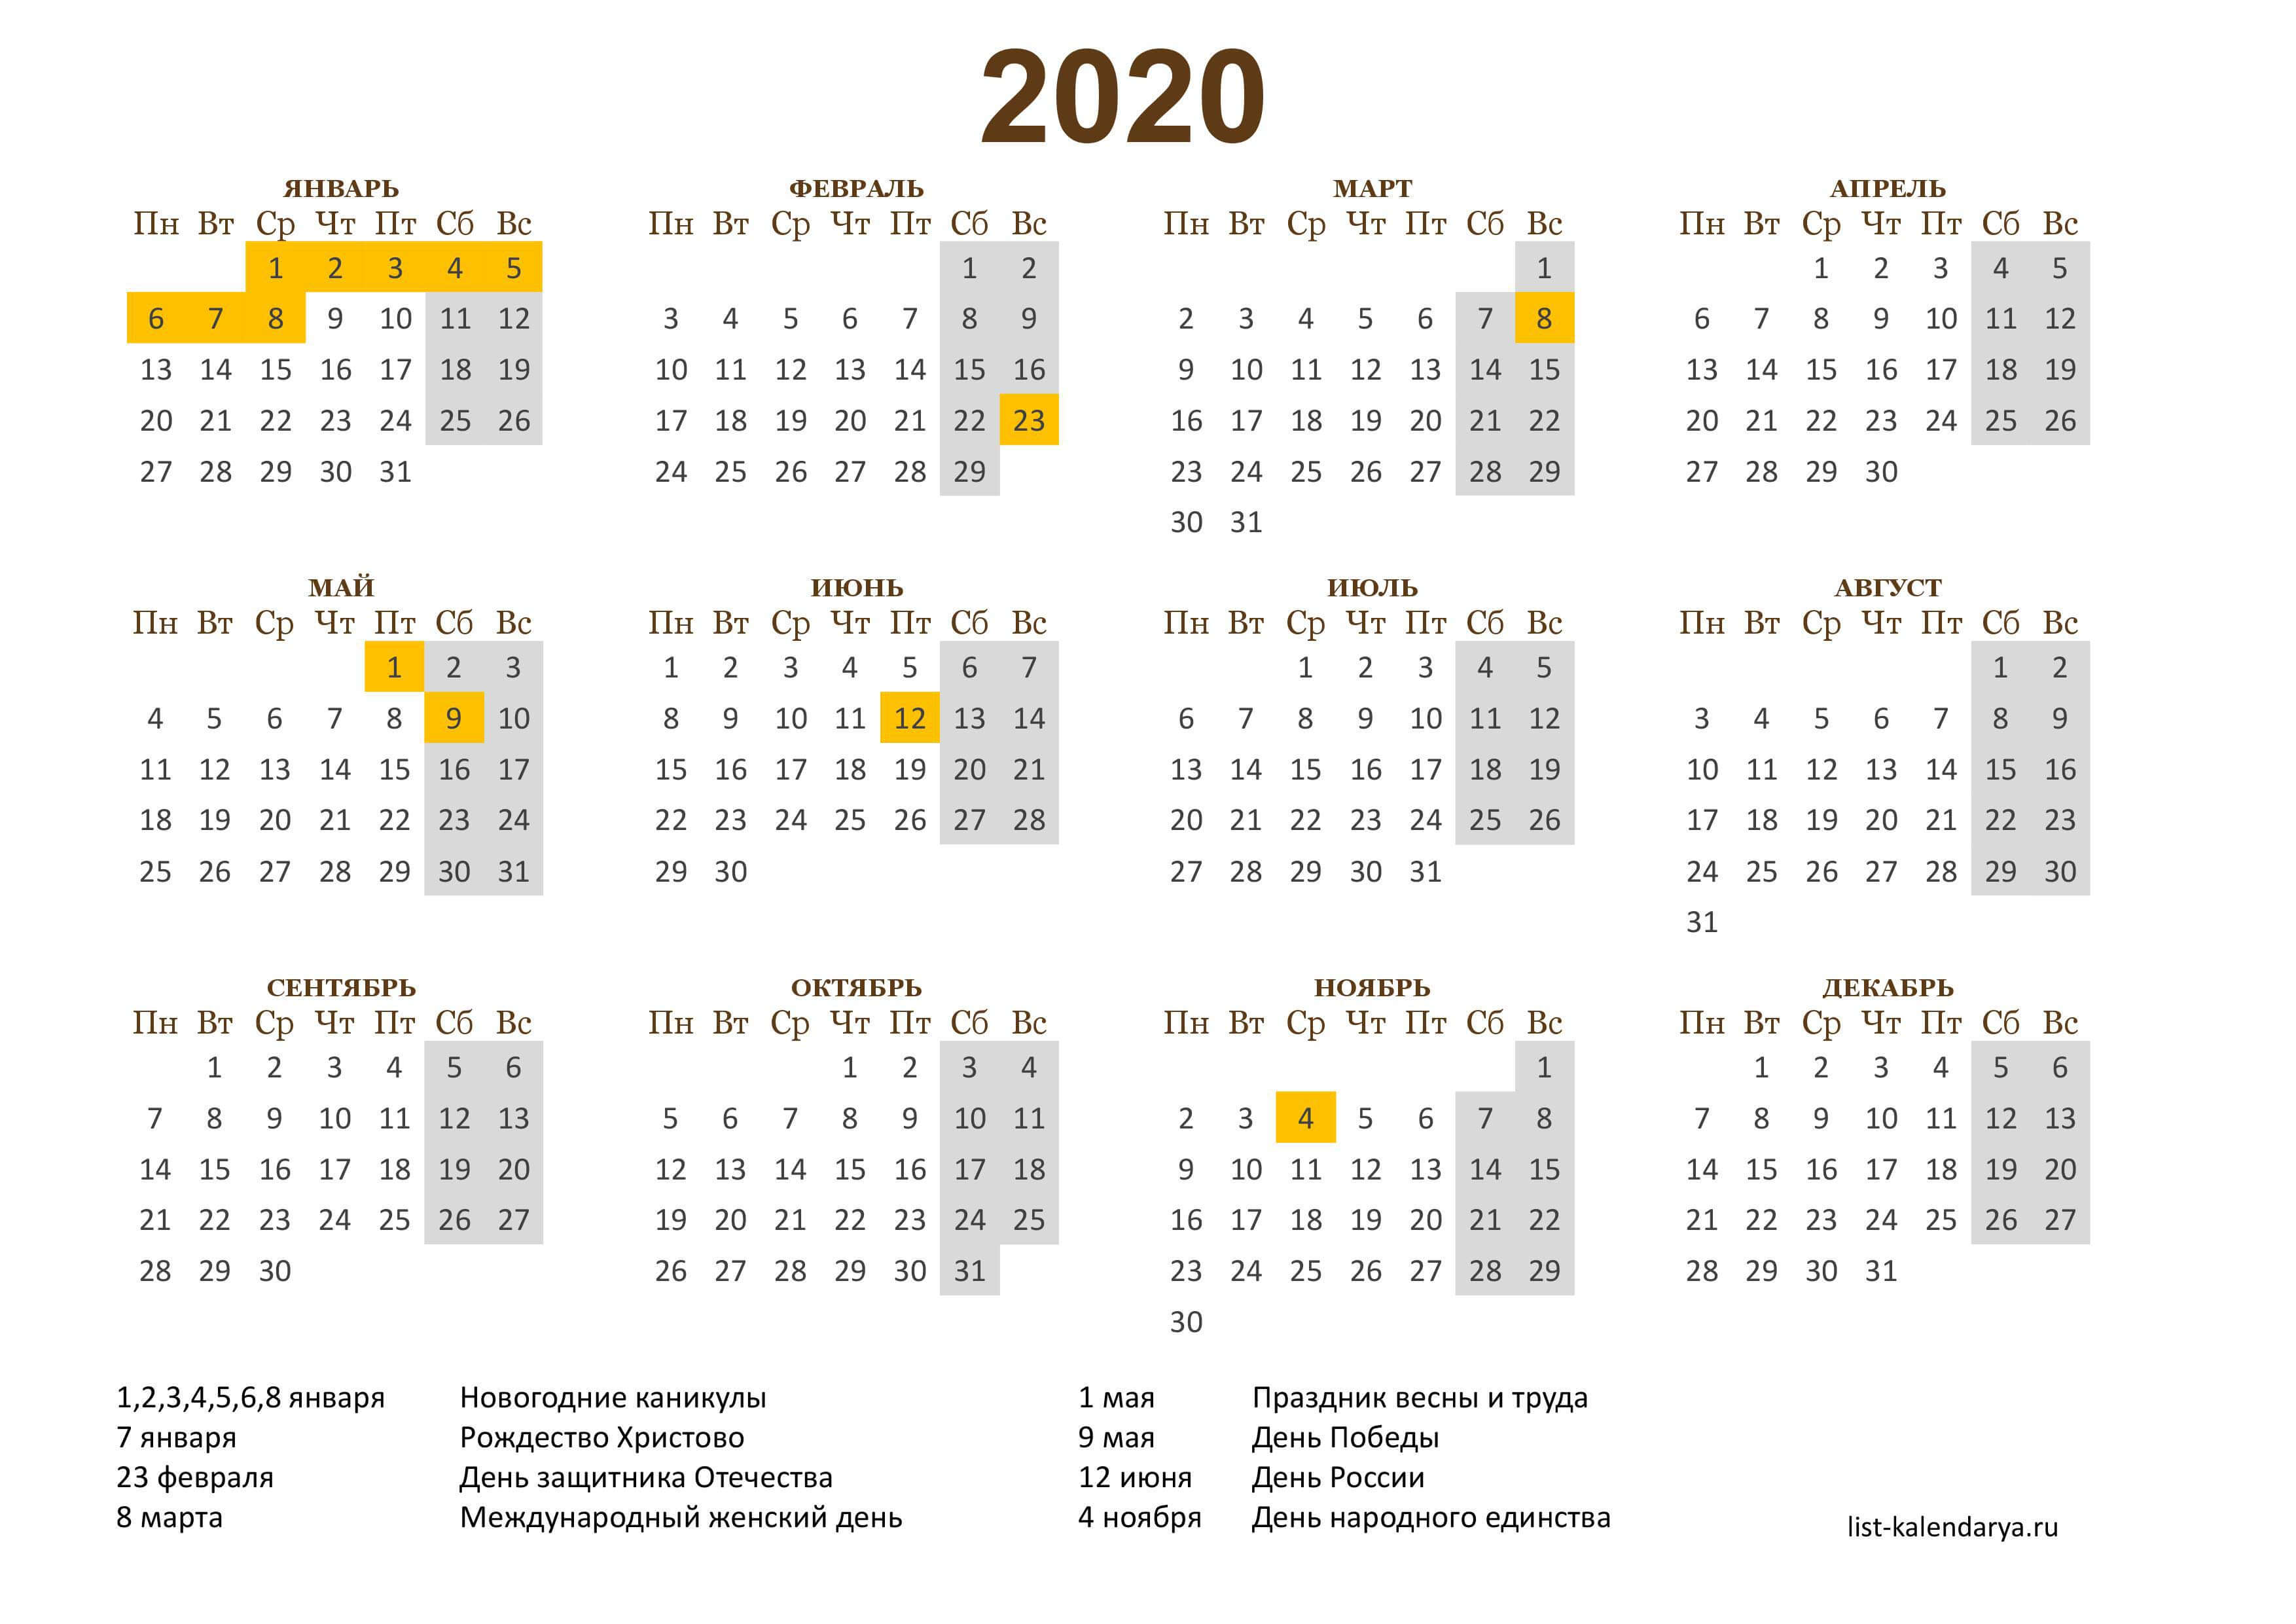 2020
ЯНВАРЬ
Пн Вт Ср Чт Пт Сб Вс
1 2 3 4 5
6 7 8 9 10 11 12
13 14 15 16 17 18 19
20 21 22 23 24 25 26
27 28 29 30 31
ФЕВРАЛЬ
Пн Вт Ср Чт Пт Сб Вс
1 2
3 4 5 6 7 8 9
10 11 12 13 14 15 16
17 18 19 20 21 22 23
24 25 26 27 28 29
МАРТ
Пн Вт Ср Чт Пт Сб Вс
1
2 3 4 5 6 7 8
9 10 11 12 13 14 15
16 17 18 19 20 21 22
23 24 25 26 27 28 29
30 31
АПРЕЛЬ
Пн Вт Ср Чт Пт Сб Вс
1 2 3 4 5
6 7 8 9 10 11 12
13 14 15 16 17 18 19
20 21 22 23 24 25 26
27 28 29 30
МАЙ
Пн Вт Ср Чт Пт Сб Вс
1 2 3
4 5 6 7 8 9 10
11 12 13 14 15 16 17
18 19 20 21 22 23 24
25 26 27 28 29 30 31
ИЮНЬ
Пн Вт Ср Чт Пт Сб Вс
1 2 3 4 5 6 7
8 9 10 11 12 13 14
15 16 17 18 19 20 21
22 23 24 25 26 27 28
29 30
ИЮЛЬ
Пн Вт Ср Чт Пт Сб Вс
1 2 3 4 5
6 7 8 9 10 11 12
13 14 15 16 17 18 19
20 21 22 23 24 25 26
27 28 29 30 31
АВГУСТ
Пн Вт Ср Чт Пт Сб Вс
1 2
3 4 5 6 7 8 9
10 11 12 13 14 15 16
17 18 19 20 21 22 23
24 25 26 27 28 29 30
31
СЕНТЯБРЬ
Пн Вт Ср Чт Пт Сб Вс
1 2 3 4 5 6
7 8 9 10 11 12 13
14 15 16 17 18 19 20
21 22 23 24 25 26 27
28 29 30
ОКТЯБРЬ
Пн Вт Ср Чт Пт Сб Вс
1 2 3 4
5 6 7 8 9 10 11
12 13 14 15 16 17 18
19 20 21 22 23 24 25
26 27 28 29 30 31
НОЯБРЬ
Пн Вт Ср Чт Пт Сб Вс
1
2 3 4 5 6 7 8
9 10 11 12 13 14 15
16 17 18 19 20 21 22
23 24 25 26 27 28 29
30
ДЕКАБРЬ
Пн Вт Ср Чт Пт Сб Вс
1 2 3 4 5 6
7 8 9 10 11 12 13
14 15 16 17 18 19 20
21 22 23 24 25 26 27
28 29 30 31
1,2,3,4,5,6,8 января Новогодние каникулы
7 января Рождество Христово
23 февраля День защитника Отечества
8 марта Международный женский день
1 мая Праздник весны и труда
9 мая День Победы
12 июня День России
4 ноября День народного единства
list-kalendarya.ru